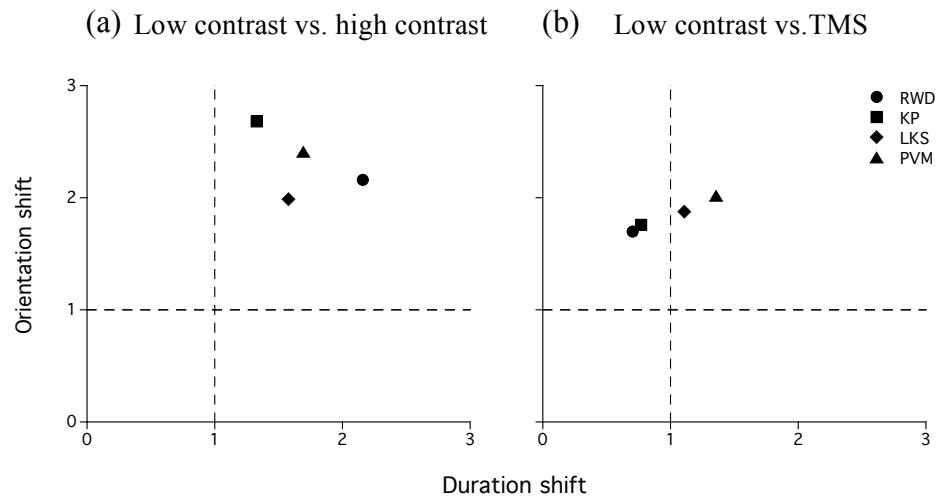 (a) Low contrast vs. high contrast
(b) Low contrast vs.TMS
Orientation shift
3
2
1
0
0 1 2 3
0 1 2 3
RWD
KP
LKS
PVM
Duration shift